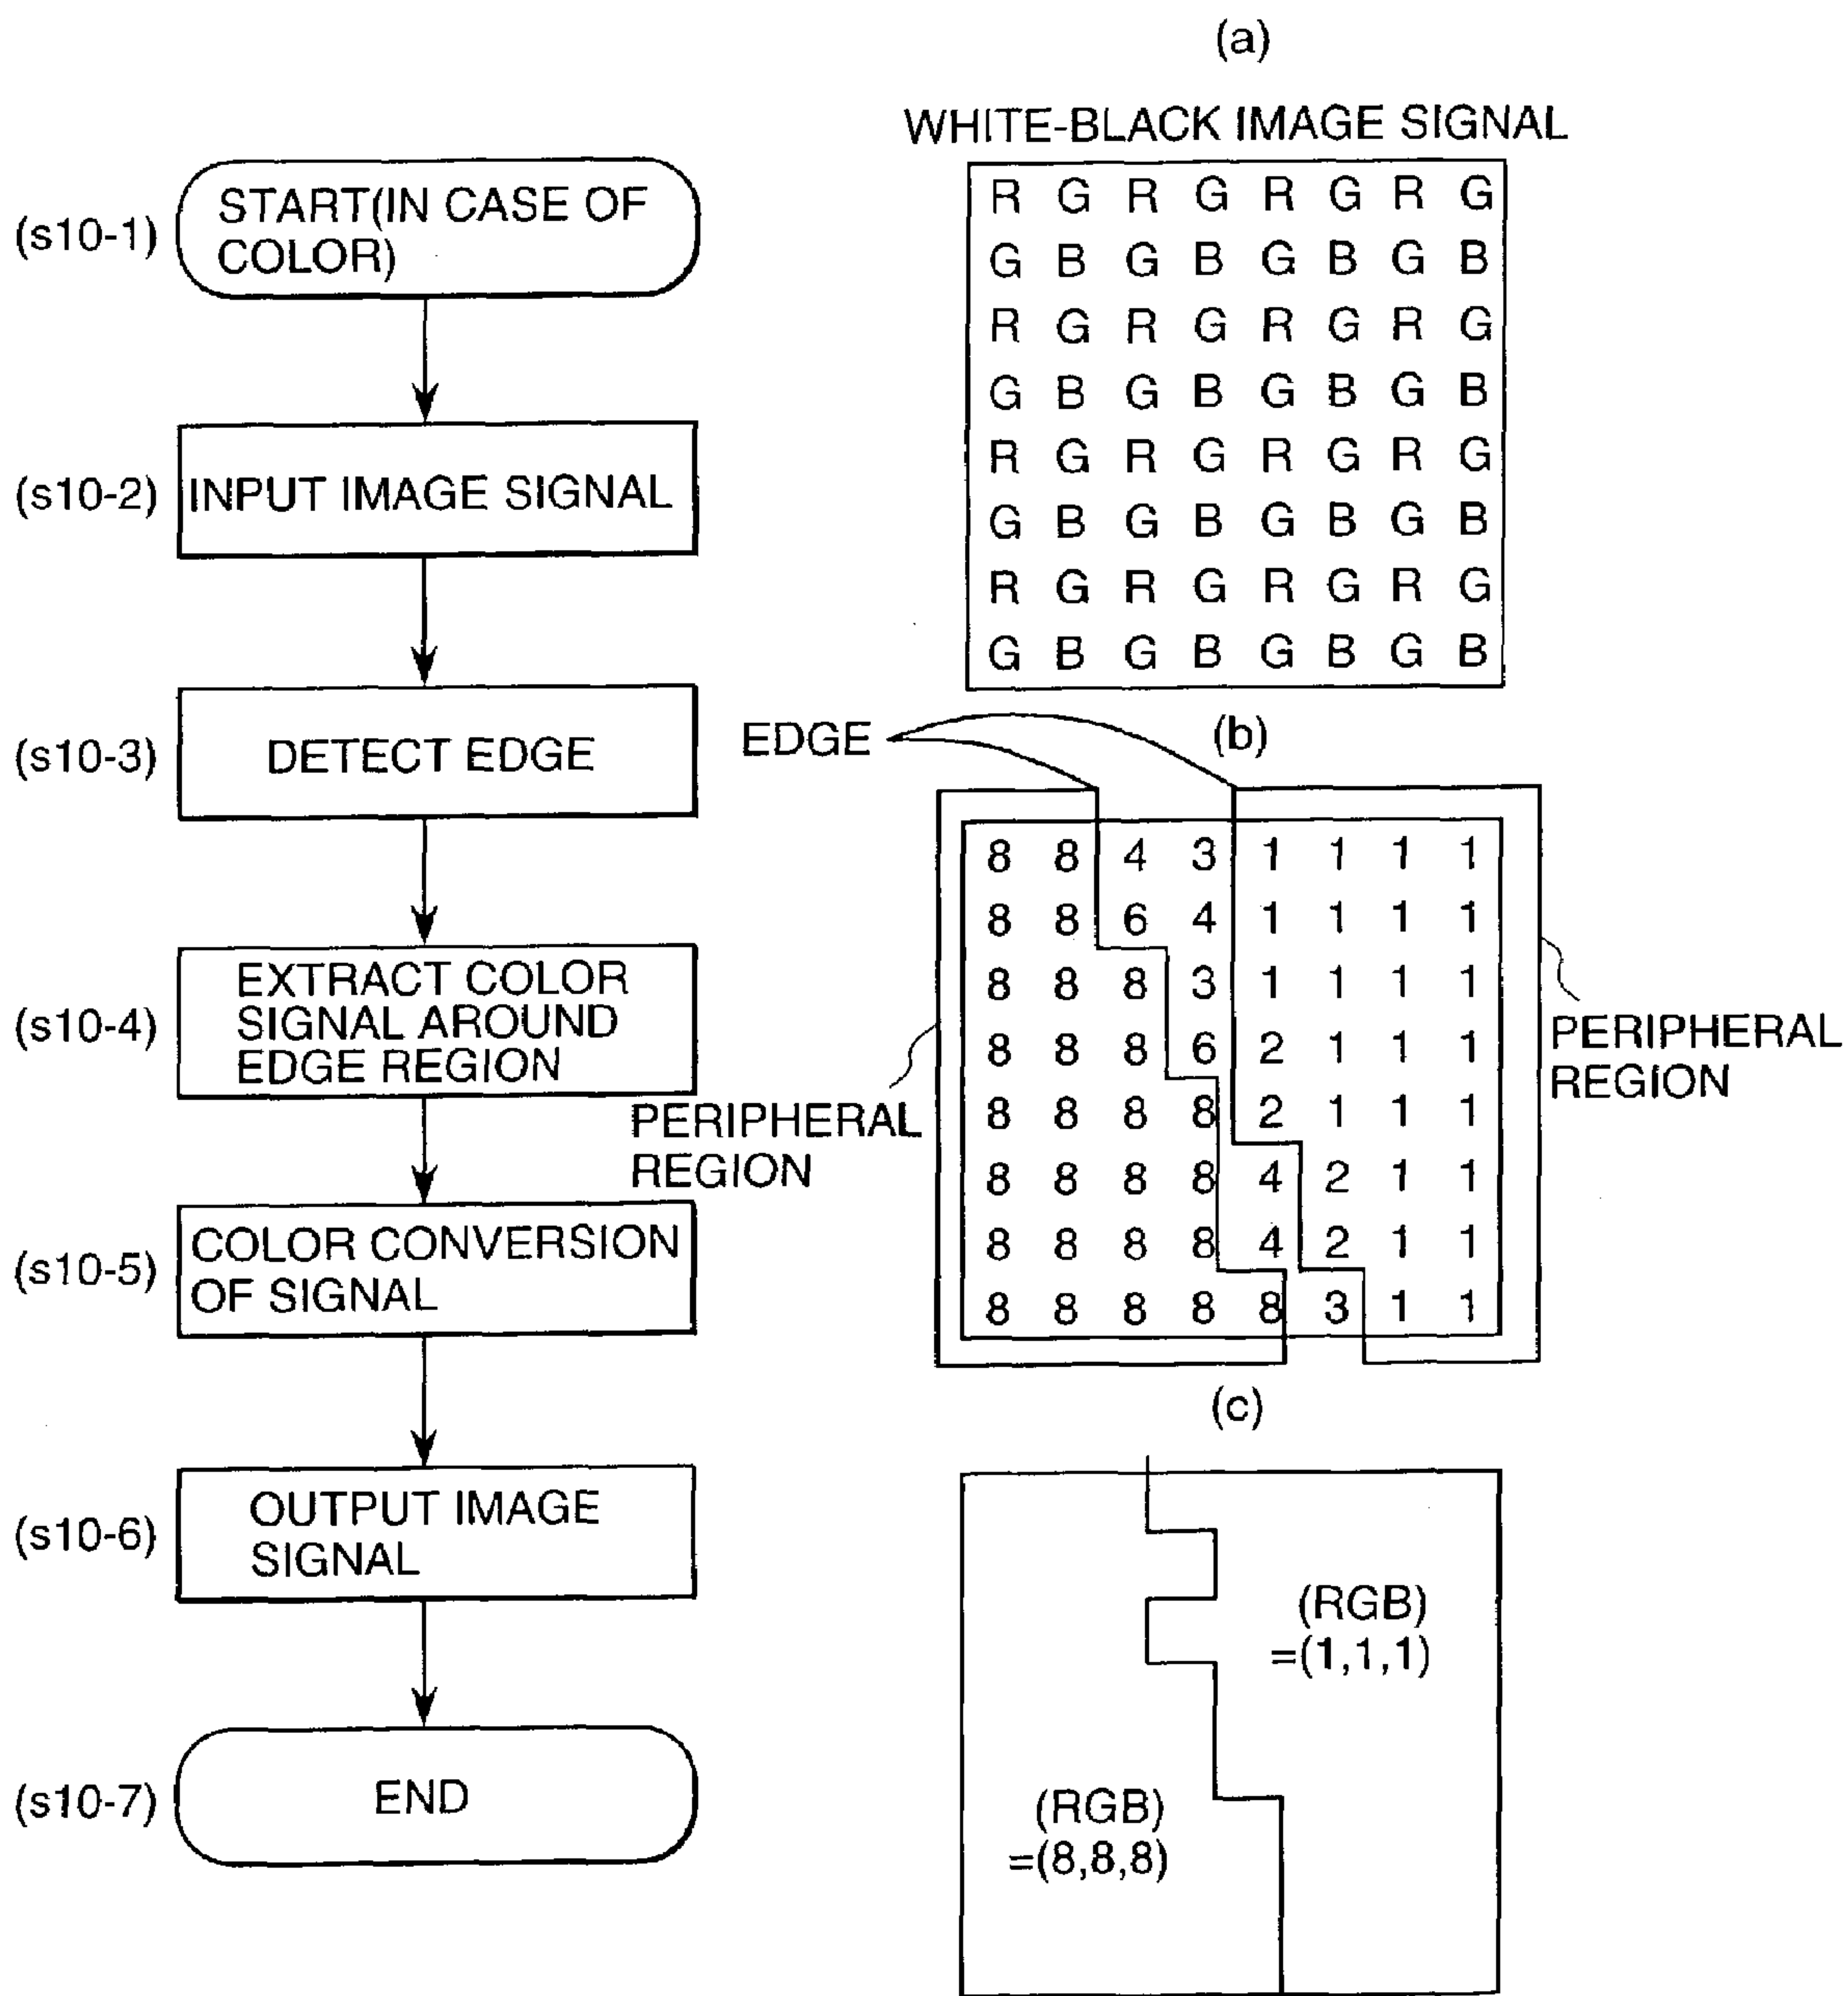 (s10-1)
START(IN CASE OF
COLOR)
(s10-2)
INPUT IMAGE SIGNAL
(s10-3)
DETECT EDGE
(s10-4)
EXTRACT COLOR
SIGNAL AROUND
EDGE REGION
(s10-5)
COLOR CONVERSION
OF SIGNAL
(s10-6)
OUTPUT IMAGE
SIGNAL
(s10-7)
END
(a)
WHITE-BLACK IMAGE SIGNAL
R G R G R G R G
G B G B G B G B
R G R G R G R G
G B G B G B G B
R G R G R G R G
G B G B G B G B
R G R G R G R G
G B G B G B G B
(b)
EDGE
8 8 4 3 1 1 1 1
8 8 6 4 1 1 1 1
8 8 8 3 1 1 1 1
8 8 8 6 2 1 1 1
8 8 8 8 2 1 1 1
8 8 8 8 4 2 1 1
8 8 8 8 4 2 1 1
8 8 8 8 8 3 1 1
PERIPHERAL
REGION
PERIPHERAL
REGION
(c)
(RGB)
=(1,1,1)
(RGB)
=(8,8,8)